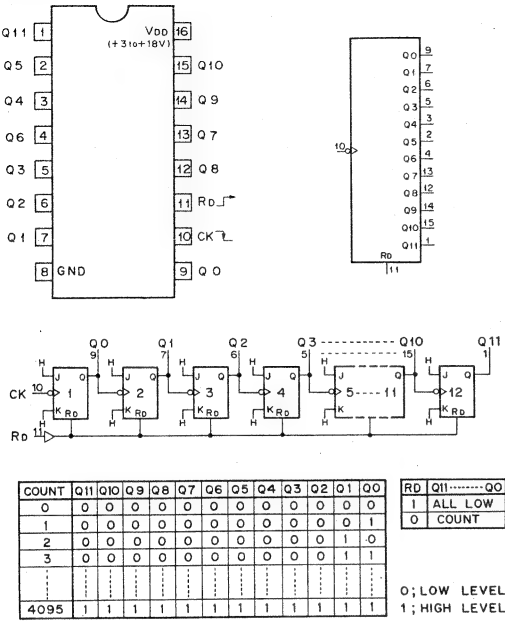 Q11 1 VDD 16
(+3to+18V)
Q5 2 15 Q10
Q4 3 14 Q9
Q6 4 13 Q7
Q3 5 12 Q8
Q2 6 11 RD
Q1 7 10 CK
8 GND 9 Q0
Q0 9
Q1 7
Q2 6
Q3 5
Q4 3
Q5 2
10 Q6 4
Q7 13
Q8 12
Q9 14
Q10 15
Q11 1
RD
11
Q0 Q1 Q2 Q3 Q10 Q11
9 7 6 5 15 1
H H H H H H
J Q J Q J Q J Q J Q J Q
CK 10 1 2 3 4 5 11 12
K RD K RD K RD K RD K K RD
H H H H H H
RD 11
COUNT Q11 Q10 Q9 Q8 Q7 Q6 Q5 Q4 Q3 Q2 Q1 Q0
0 0 0 0 0 0 0 0 0 0 0 0 0
1 0 0 0 0 0 0 0 0 0 0 0 1
2 0 0 0 0 0 0 0 0 0 0 1 0
3 0 0 0 0 0 0 0 0 0 0 1 1
4095 1 1 1 1 1 1 1 1 1 1 1 1
RD Q11--------Q0
1 ALL LOW
0 COUNT
0; LOW LEVEL
1; HIGH LEVEL